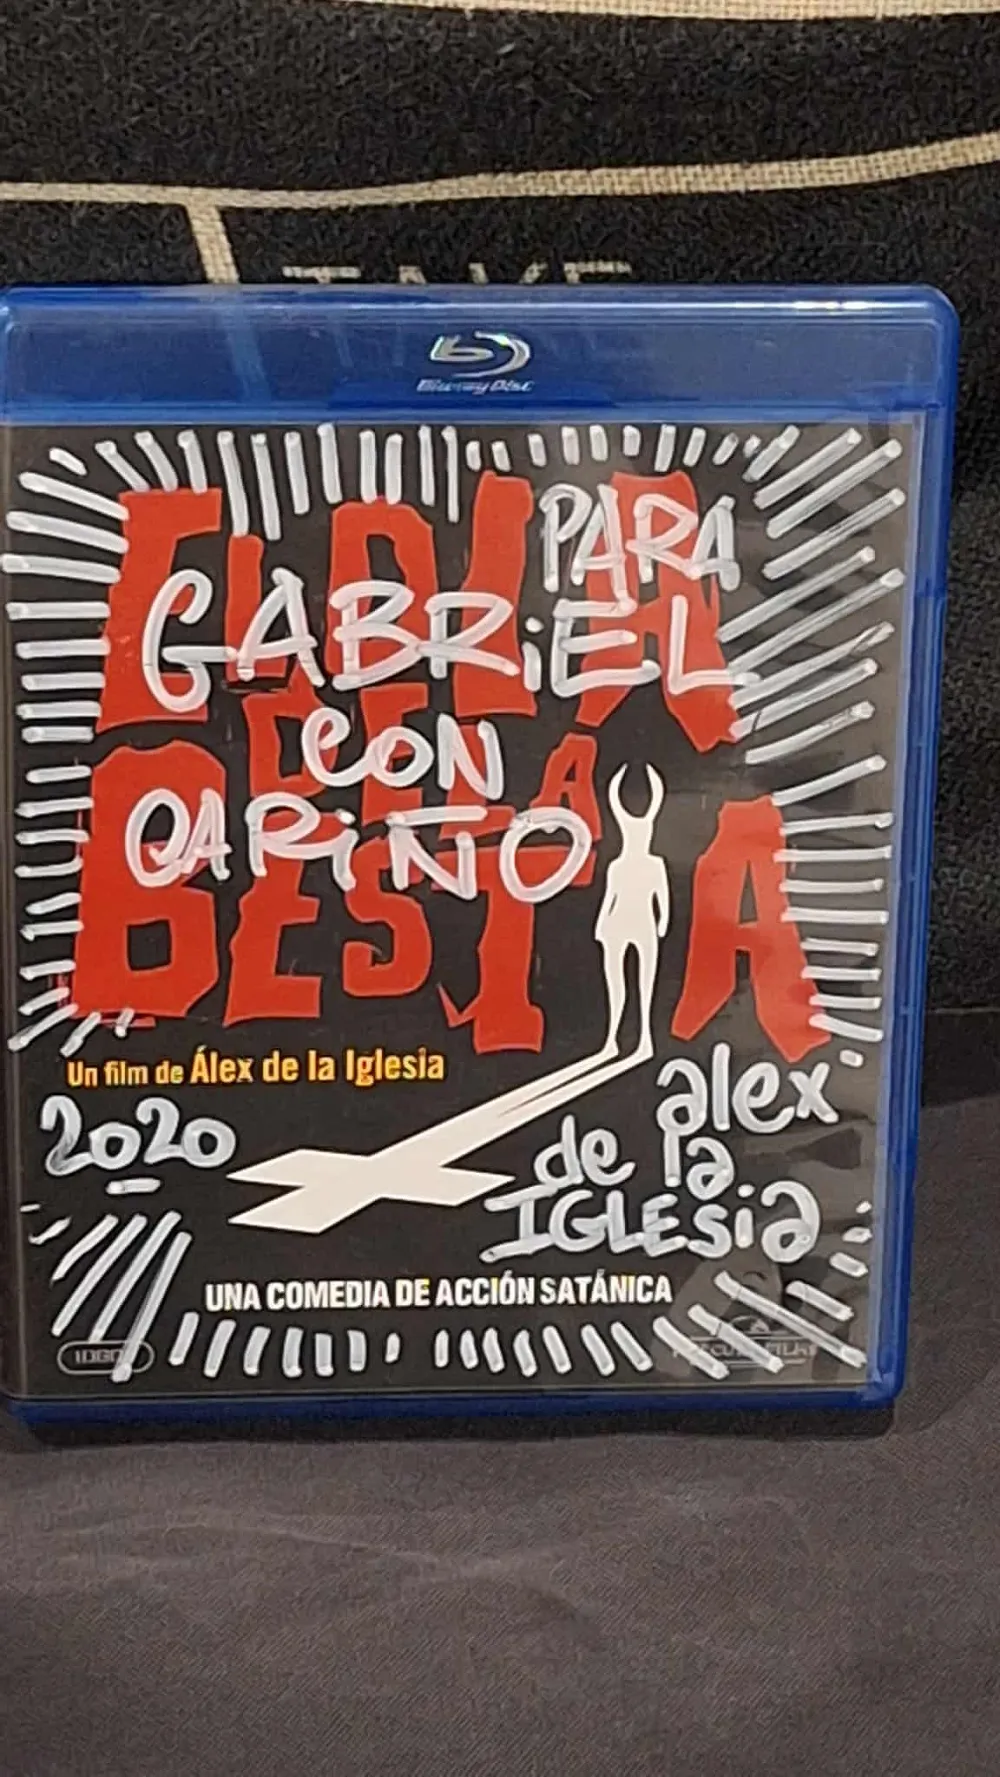 Blu-ray Disc
EL DIA
PARA
GABRIEL
DE LA
CON
CARIÑO
BESTIA
Un film de Álex de la Iglesia
2020
alex
de la
IGLESIA
UNA COMEDIA DE ACCIÓN SATÁNICA